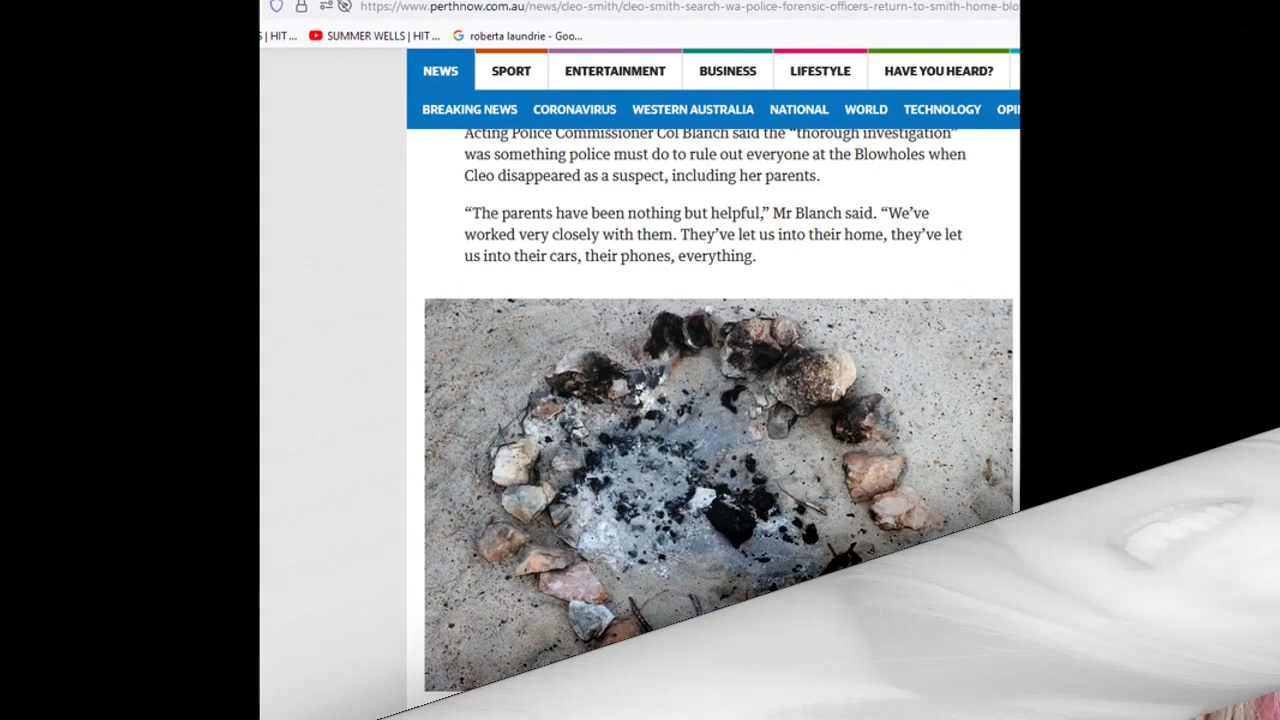 https://www.perthnow.com.au/news/cleo-smith/cleo-smith-search-wa-police-forensic-officers-return-to-smith-home-blo
S | HIT ... SUMMER WELLS | HIT ... roberta laundrie - Goo...
NEWS SPORT ENTERTAINMENT BUSINESS LIFESTYLE HAVE YOU HEARD?
BREAKING NEWS CORONAVIRUS WESTERN AUSTRALIA NATIONAL WORLD TECHNOLOGY OPI
Acting Police Commissioner Col Blanch said the “thorough investigation”
was something police must do to rule out everyone at the Blowholes when
Cleo disappeared as a suspect, including her parents.
“The parents have been nothing but helpful,” Mr Blanch said. “We’ve
worked very closely with them. They’ve let us into their home, they’ve let
us into their cars, their phones, everything.